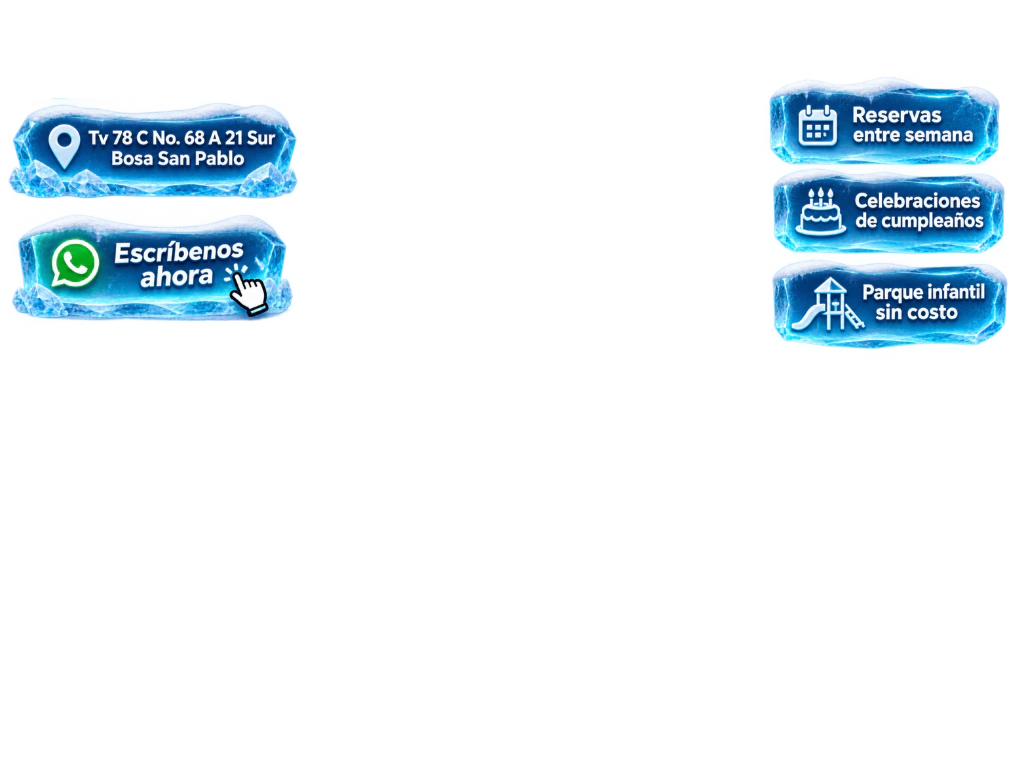 Tv 78 C No. 68 A 21 Sur
Bosa San Pablo
Escríbenos
ahora
Reservas
entre semana
Celebraciones
de cumpleaños
Parque infantil
sin costo